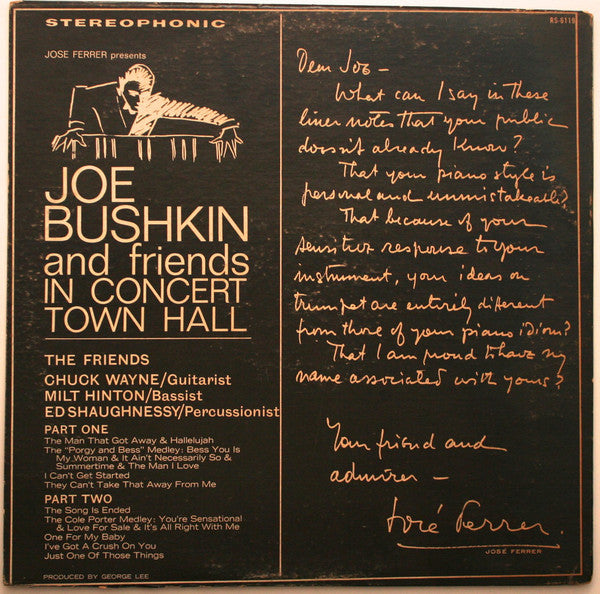 STEREOPHONIC
JOSE FERRER presents
JOE
BUSHKIN
and friends
IN CONCERT
TOWN HALL
THE FRIENDS
CHUCK WAYNE/Guitarist
MILT HINTON/Bassist
ED SHAUGHNESSY/Percussionist
PART ONE
The Man That Got Away & Hallelujah
The "Porgy and Bess" Medley: Bess You Is
My Woman & It Ain't Necessarily So &
Summertime & The Man I Love
I Can't Get Started
They Can't Take That Away From Me
PART TWO
The Song Is Ended
The Cole Porter Medley: You're Sensational
& Love For Sale & It's All Right With Me
One For My Baby
I've Got A Crush On You
Just One Of Those Things
PRODUCED BY GEORGE LEE
RS-6119
Dear Joe –
What can I say in these
liner notes that your public
doesn't already know?
That your piano style is
personal and unmistakeable?
That because of your
sensitive response to your
instrument, your ideas on
trumpet are entirely different
from those of your piano idiom?
That I am proud to have my
name associated with yours?
Your friend and
admirer –
José Ferrer.
JOSÉ FERRER